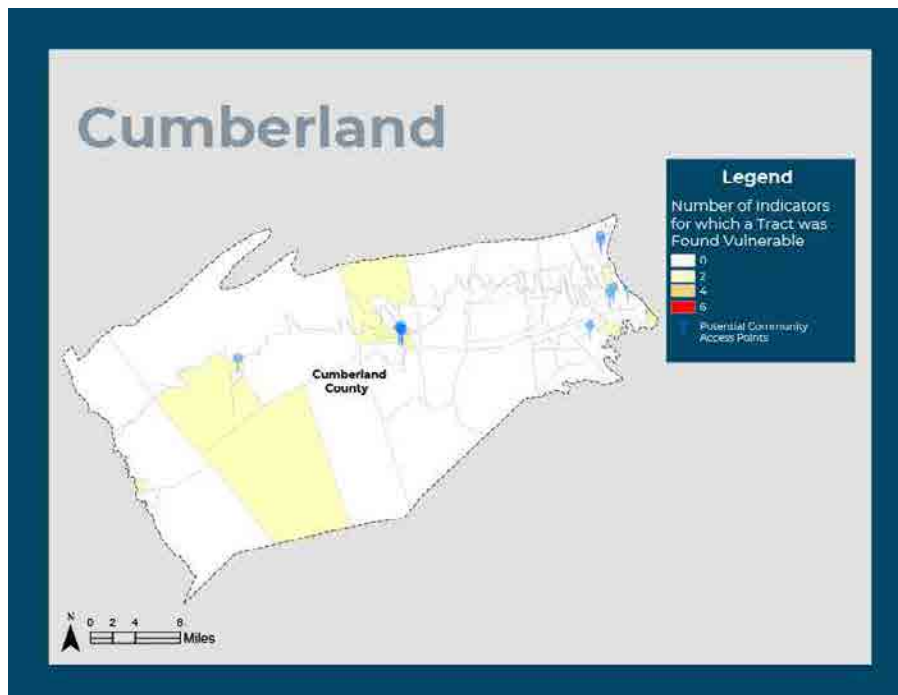 Cumberland
Legend
Number of Indicators
for which a Tract was
Found Vulnerable
0
2
4
6
Potential Community
Access Points
Cumberland
County
N
0 2 4 8
Miles